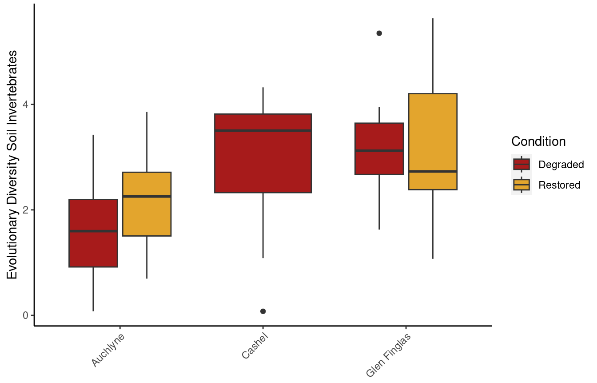 Evolutionary Diversity Soil Invertebrates
4
2
0
Auchlyne
Cashel
Glen Finglas
Condition
Degraded
Restored